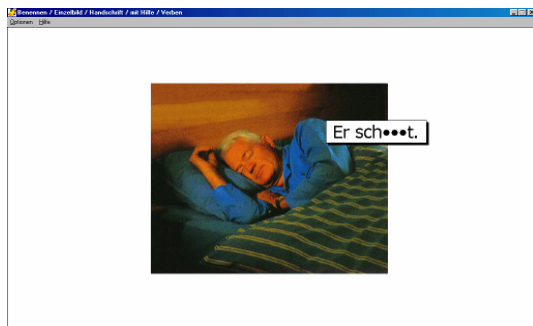 Benennen / Einzelbild / Handschrift / mit Hilfe / Verben
Optionen Hilfe
Er sch●●●t.